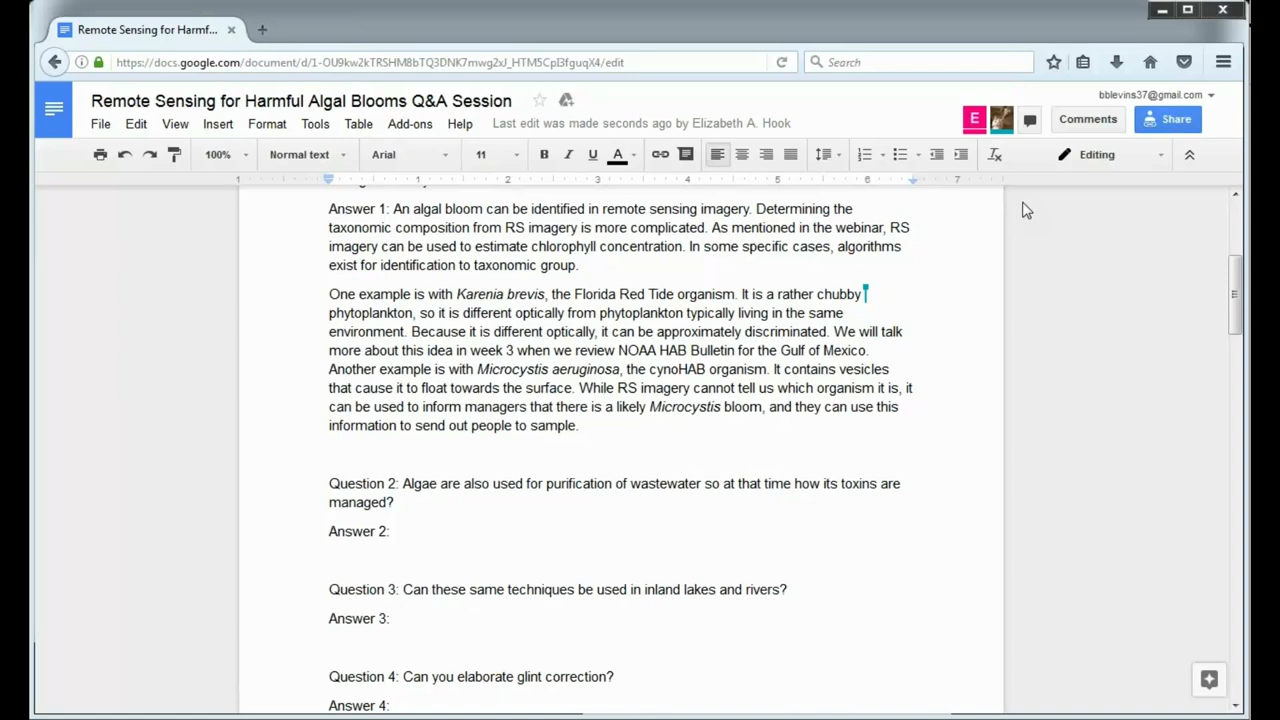 Remote Sensing for Harmf...
https://docs.google.com/document/d/1-OU9kw2kTRSHM8bTQ3DNK7mwg2xJ_HTM5Cpl3fguqX4/edit
Search
Remote Sensing for Harmful Algal Blooms Q&A Session
bblevins37@gmail.com
File Edit View Insert Format Tools Table Add-ons Help Last edit was made seconds ago by Elizabeth A. Hook
E
Comments
Share
100% Normal text Arial 11 B I U A Editing
1 1 2 3 4 5 6 7
Answer 1: An algal bloom can be identified in remote sensing imagery. Determining the
taxonomic composition from RS imagery is more complicated. As mentioned in the webinar, RS
imagery can be used to estimate chlorophyll concentration. In some specific cases, algorithms
exist for identification to taxonomic group.
One example is with Karenia brevis, the Florida Red Tide organism. It is a rather chubby
phytoplankton, so it is different optically from phytoplankton typically living in the same
environment. Because it is different optically, it can be approximately discriminated. We will talk
more about this idea in week 3 when we review NOAA HAB Bulletin for the Gulf of Mexico.
Another example is with Microcystis aeruginosa, the cynoHAB organism. It contains vesicles
that cause it to float towards the surface. While RS imagery cannot tell us which organism it is, it
can be used to inform managers that there is a likely Microcystis bloom, and they can use this
information to send out people to sample.
Question 2: Algae are also used for purification of wastewater so at that time how its toxins are
managed?
Answer 2:
Question 3: Can these same techniques be used in inland lakes and rivers?
Answer 3:
Question 4: Can you elaborate glint correction?
Answer 4: